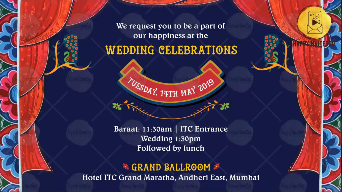 We request you to be a part of
our happiness at the
WEDDING CELEBRATIONS
TUESDAY, 14TH MAY 2019
Baraat: 11:30am | ITC Entrance
Wedding 1:30pm
Followed by lunch
GRAND BALLROOM
Hotel ITC Grand Maratha, Andheri East, Mumbai